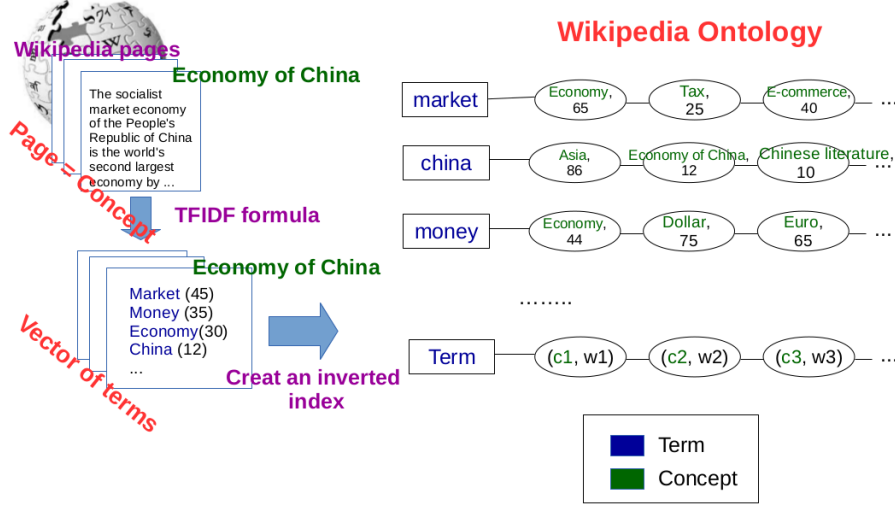 Wikipedia pages
Economy of China
The socialist
market economy
of the People's
Republic of China
is the world's
second largest
economy by ...
Page = Concept
TFIDF formula
Economy of China
Market (45)
Money (35)
Economy(30)
China (12)
...
Vector of terms
Creat an inverted
index
Wikipedia Ontology
market
Economy,
65
Tax,
25
E-commerce,
40
...
china
Asia,
86
Economy of China,
12
Chinese literature,
10
...
money
Economy,
44
Dollar,
75
Euro,
65
...
........
Term
(c1, w1)
(c2, w2)
(c3, w3)
...
Term
Concept